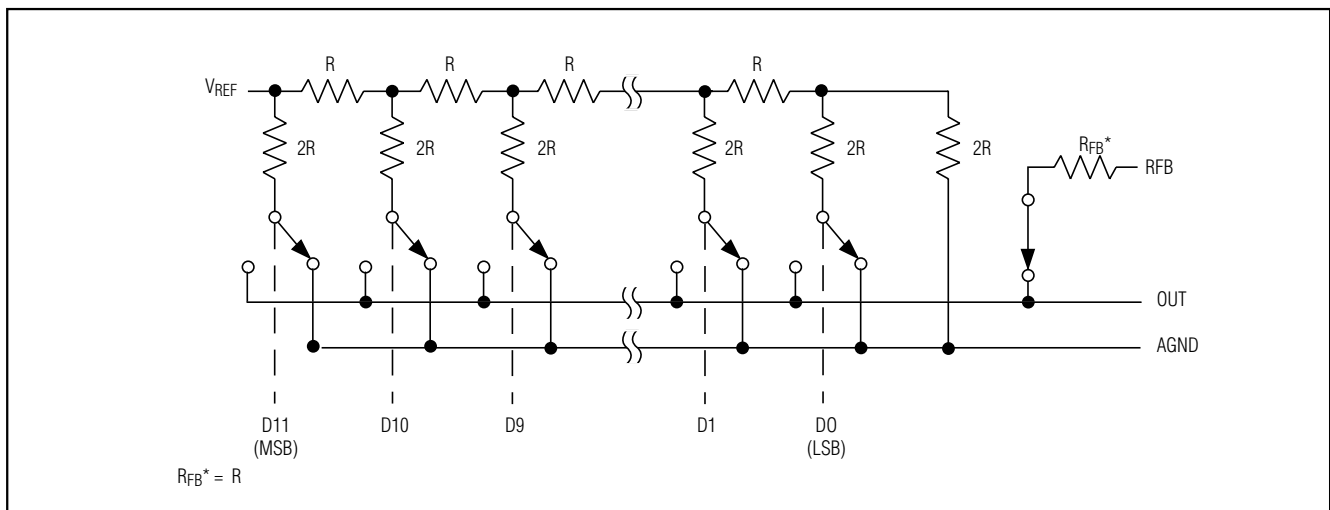 R R R R
VREF
2R 2R 2R 2R 2R 2R
RFB*
RFB
OUT
AGND
D11 D10 D9 D1 D0
(MSB) (LSB)
RFB* = R